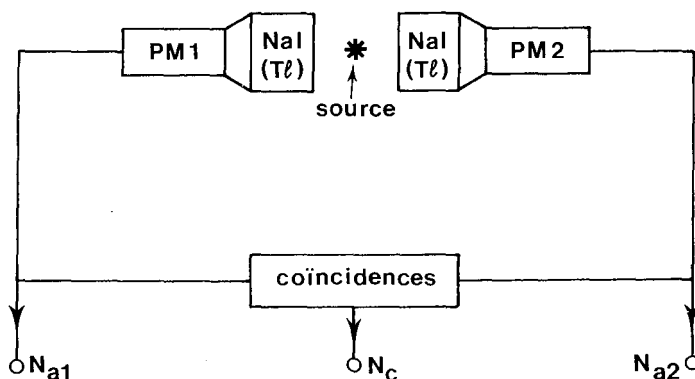 PM1
NaI
(Tℓ)
NaI
(Tℓ)
PM2
source
coïncidences
Na1
Nc
Na2